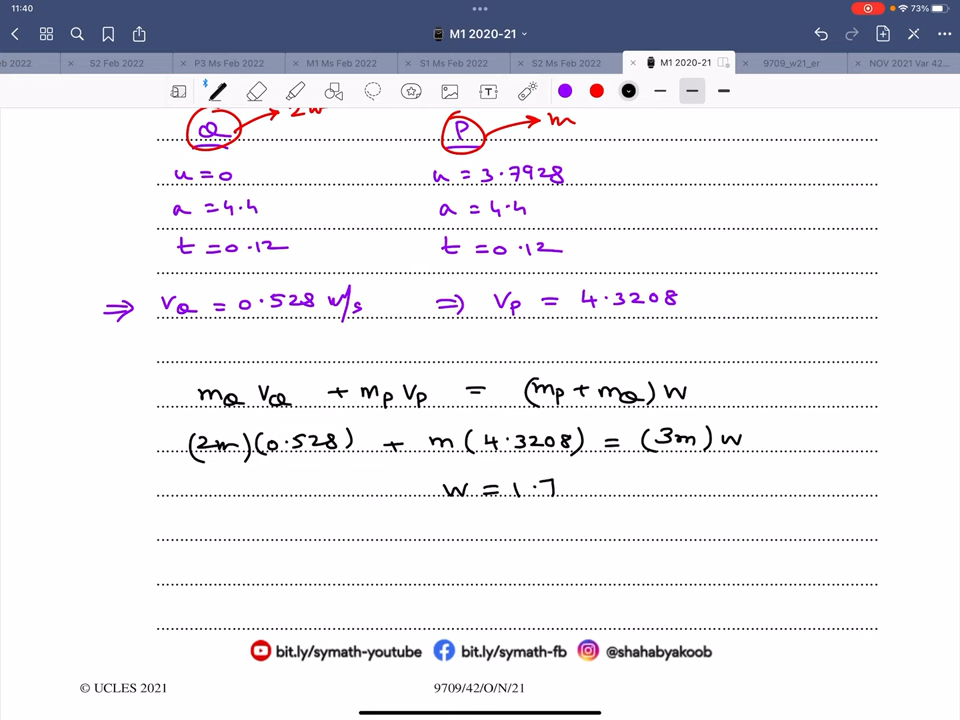 11:40
73%
M1 2020-21
eb 2022
S2 Feb 2022
P3 Ms Feb 2022
M1 Ms Feb 2022
S1 Ms Feb 2022
S2 Ms Feb 2022
M1 2020-21
9709_w21_er
NOV 2021 Var 42...
Q → P → m
u = 0 u = 3.7928
a = 4.4 a = 4.4
t = 0.12 t = 0.12
⇒ VQ = 0.528 m/s ⇒ VP = 4.3208
mQ VQ + mP VP = (mP + mQ) W
(2m)(0.528) + m(4.3208) = (3m) W
W = 1.7
bit.ly/symath-youtube bit.ly/symath-fb @shahabyakoob
© UCLES 2021 9709/42/O/N/21